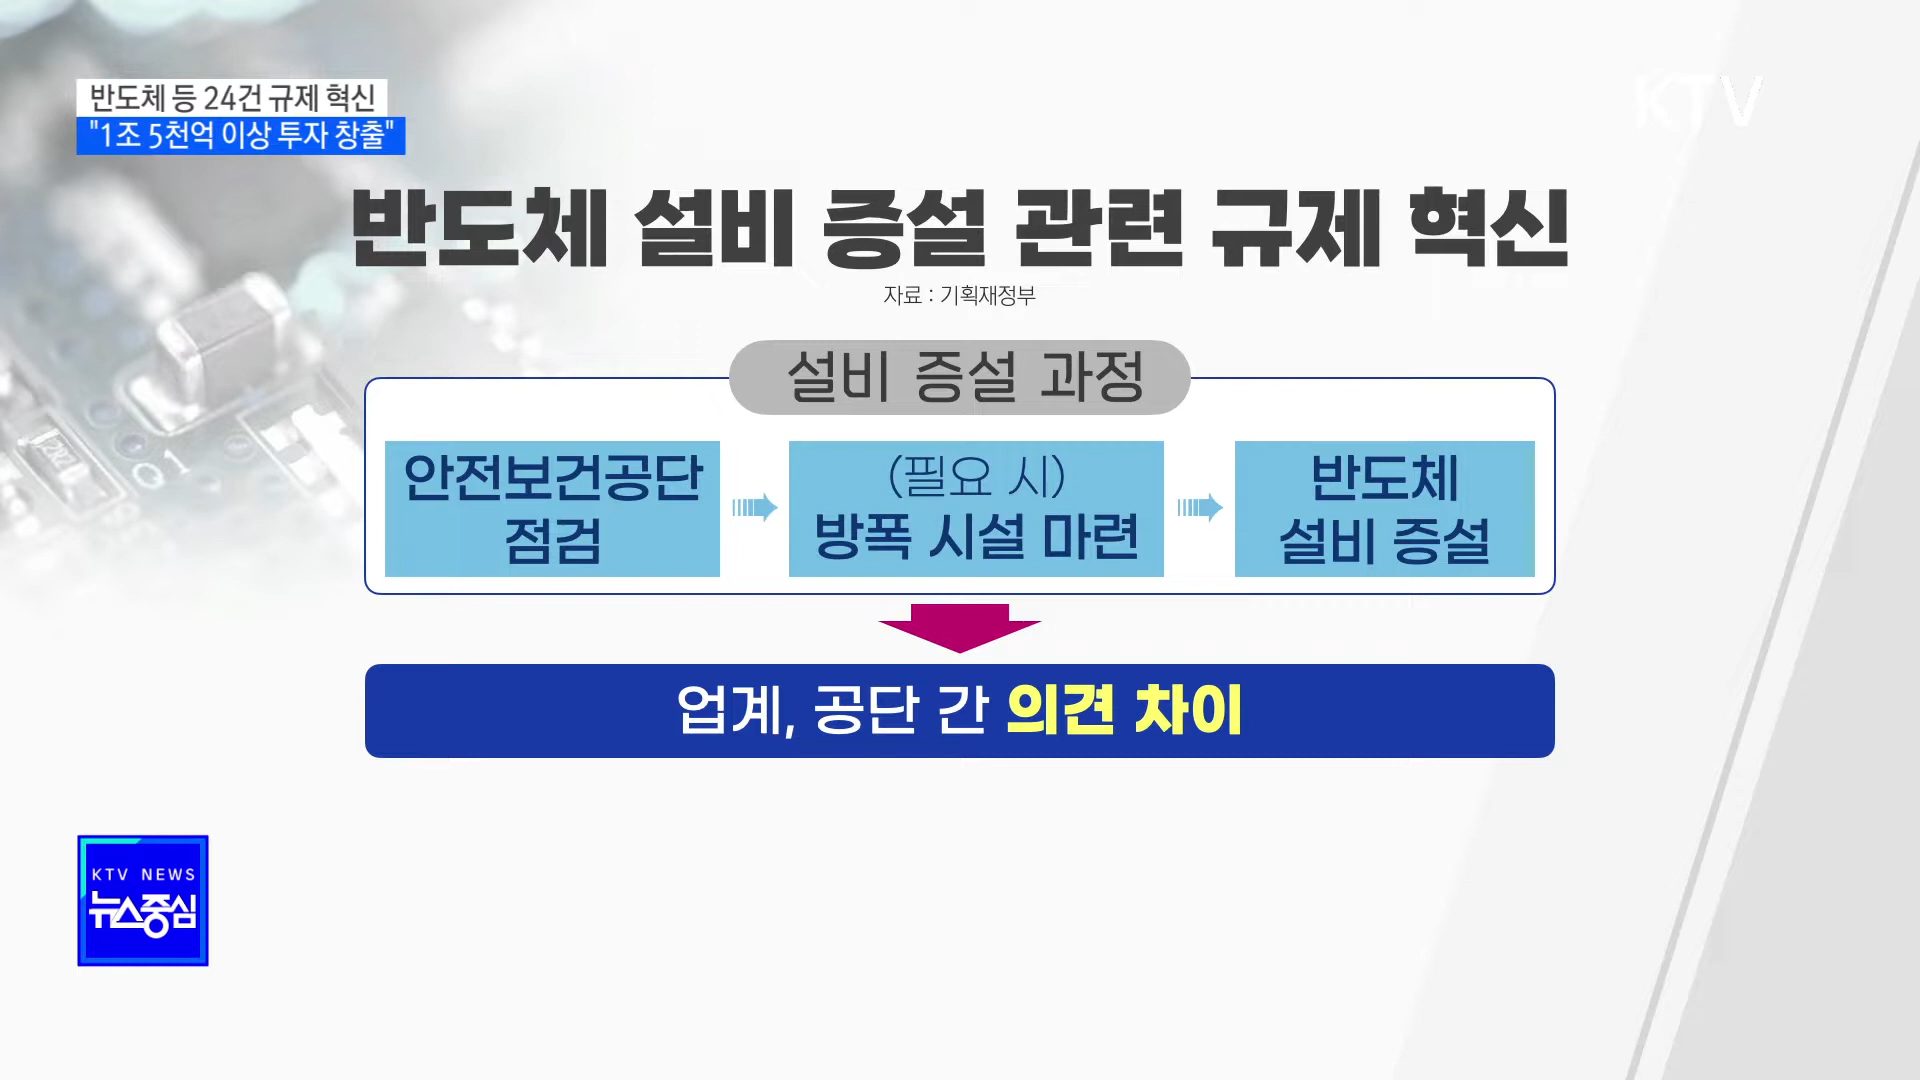 반도체 등 24건 규제 혁신
"1조 5천억 이상 투자 창출"
KTV
반도체 설비 증설 관련 규제 혁신
자료 : 기획재정부
설비 증설 과정
안전보건공단
점검
(필요 시)
방폭 시설 마련
반도체
설비 증설
업계, 공단 간 의견 차이
KTV NEWS
뉴스중심
Q1
2R2